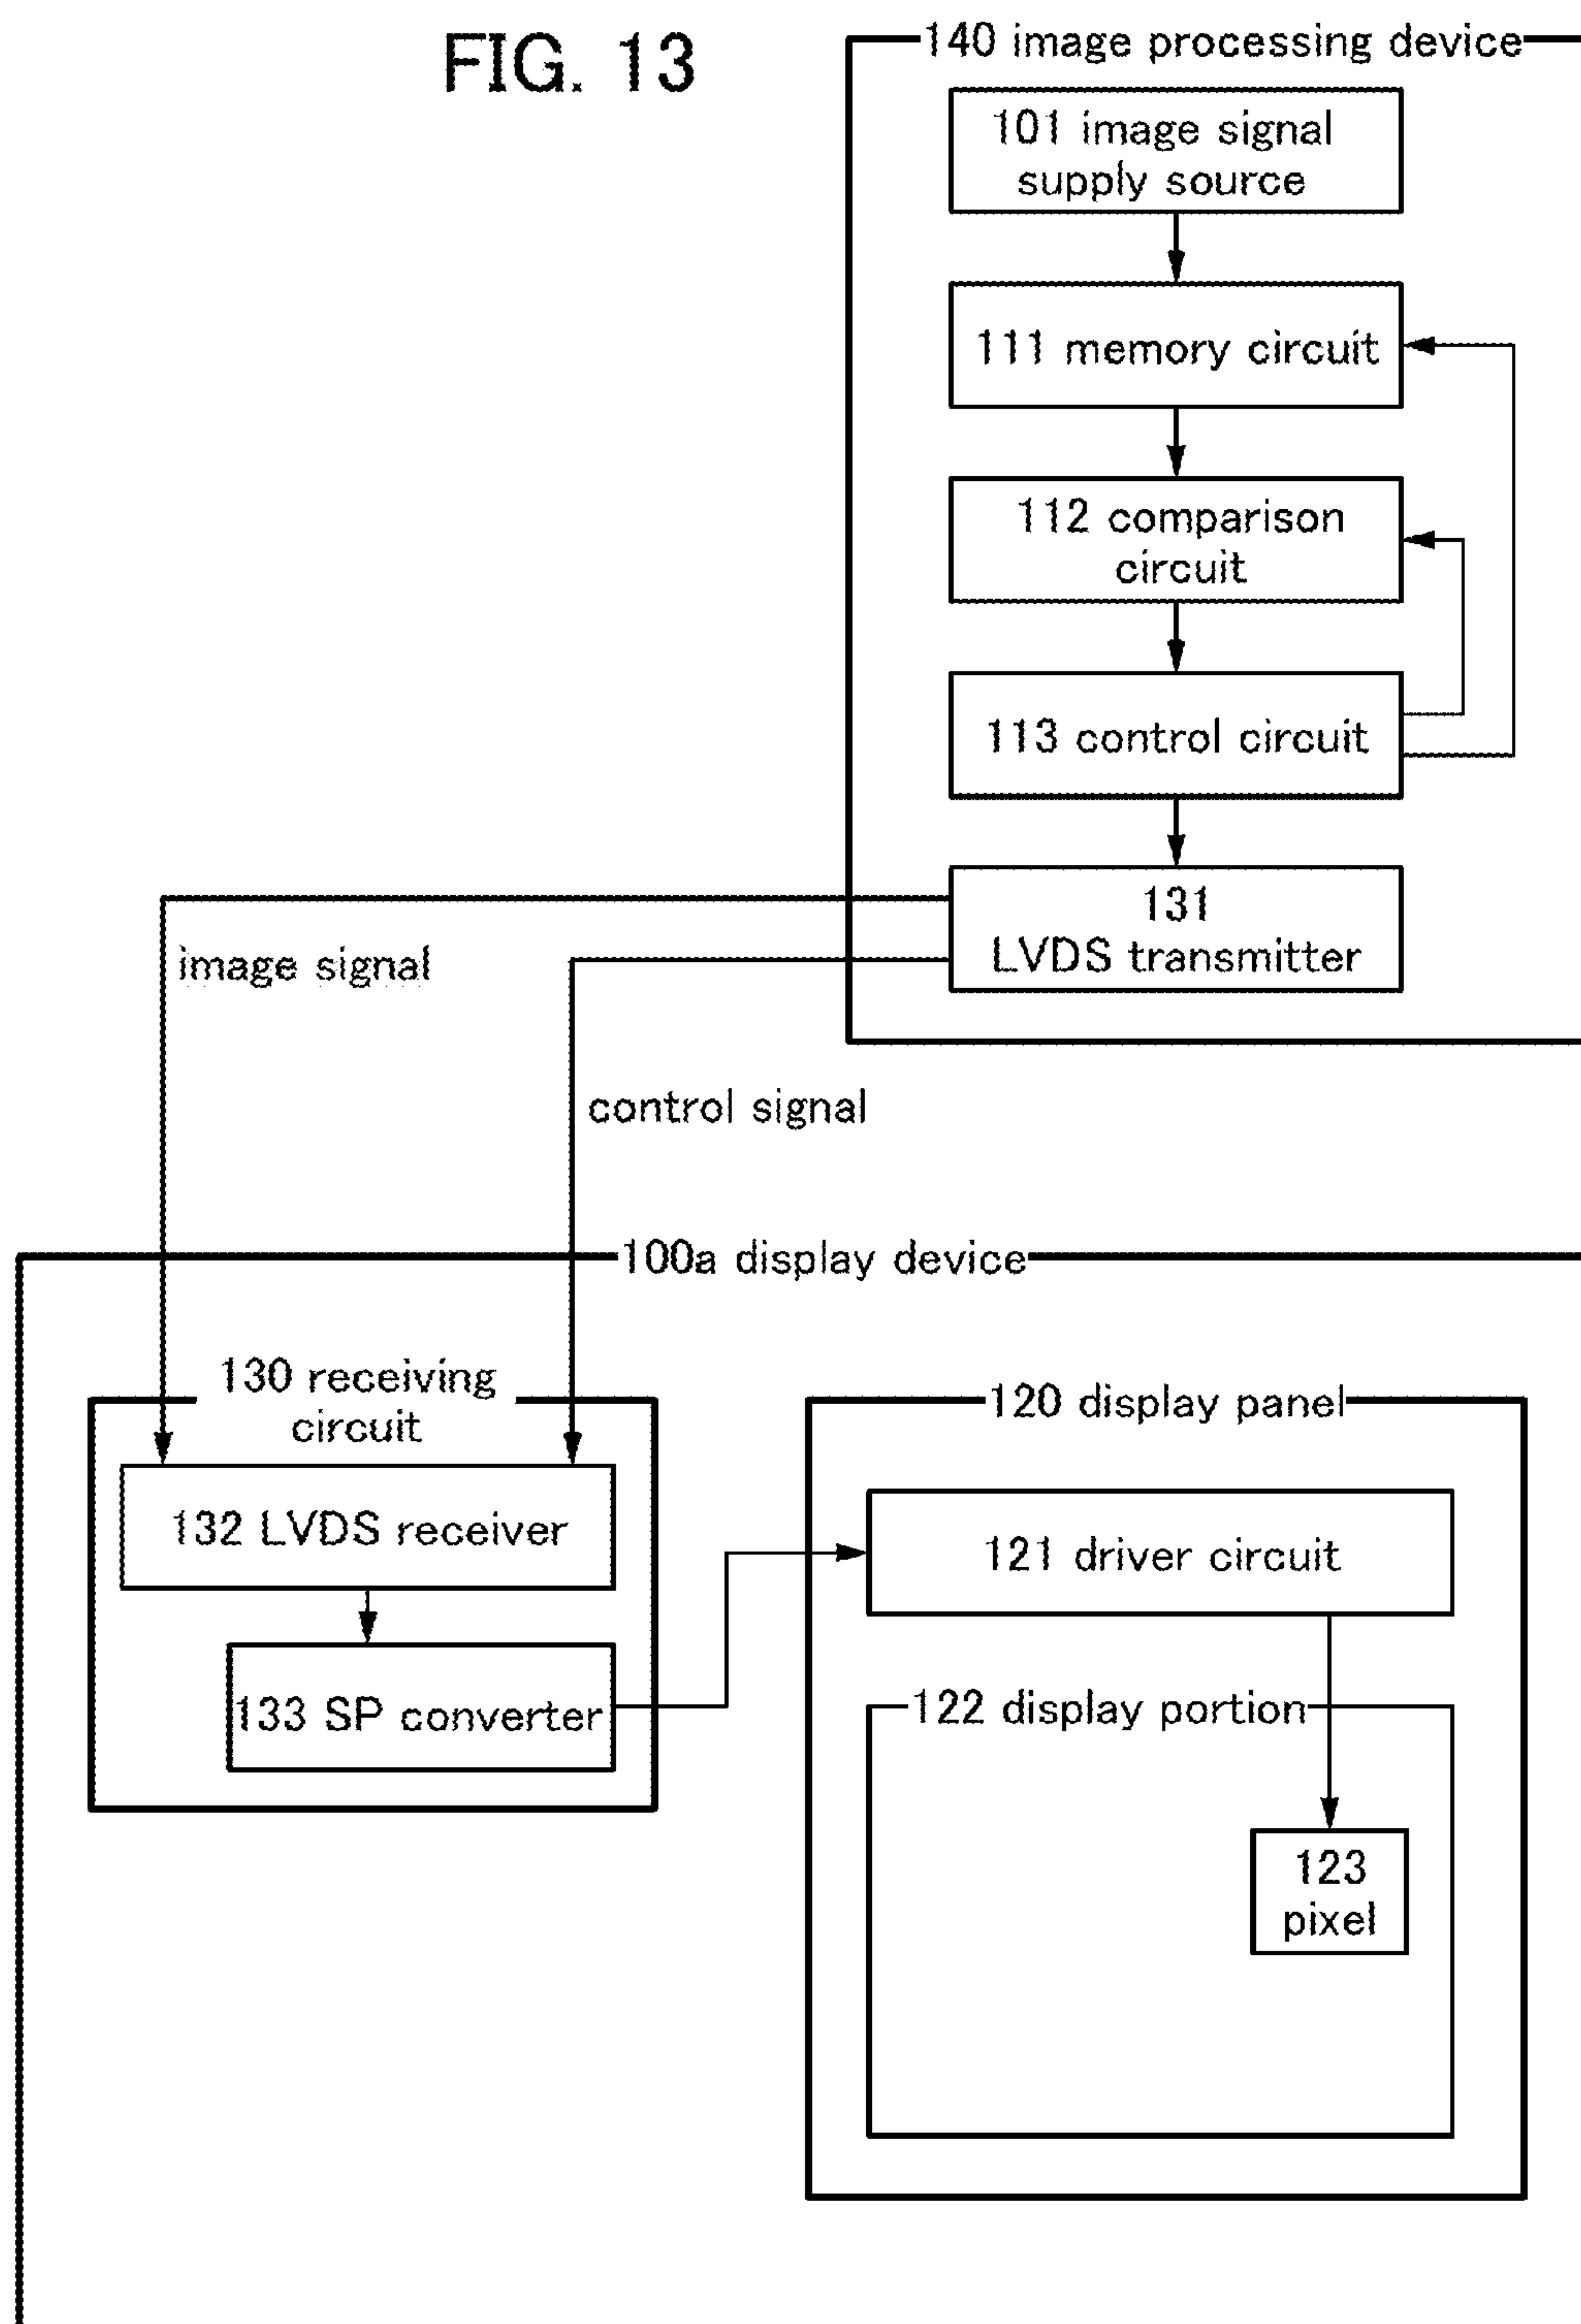 FIG. 13
140 image processing device
101 image signal
supply source
111 memory circuit
112 comparison
circuit
113 control circuit
131
LVDS transmitter
image signal
control signal
100a display device
130 receiving
circuit
132 LVDS receiver
133 SP converter
120 display panel
121 driver circuit
122 display portion
123
pixel